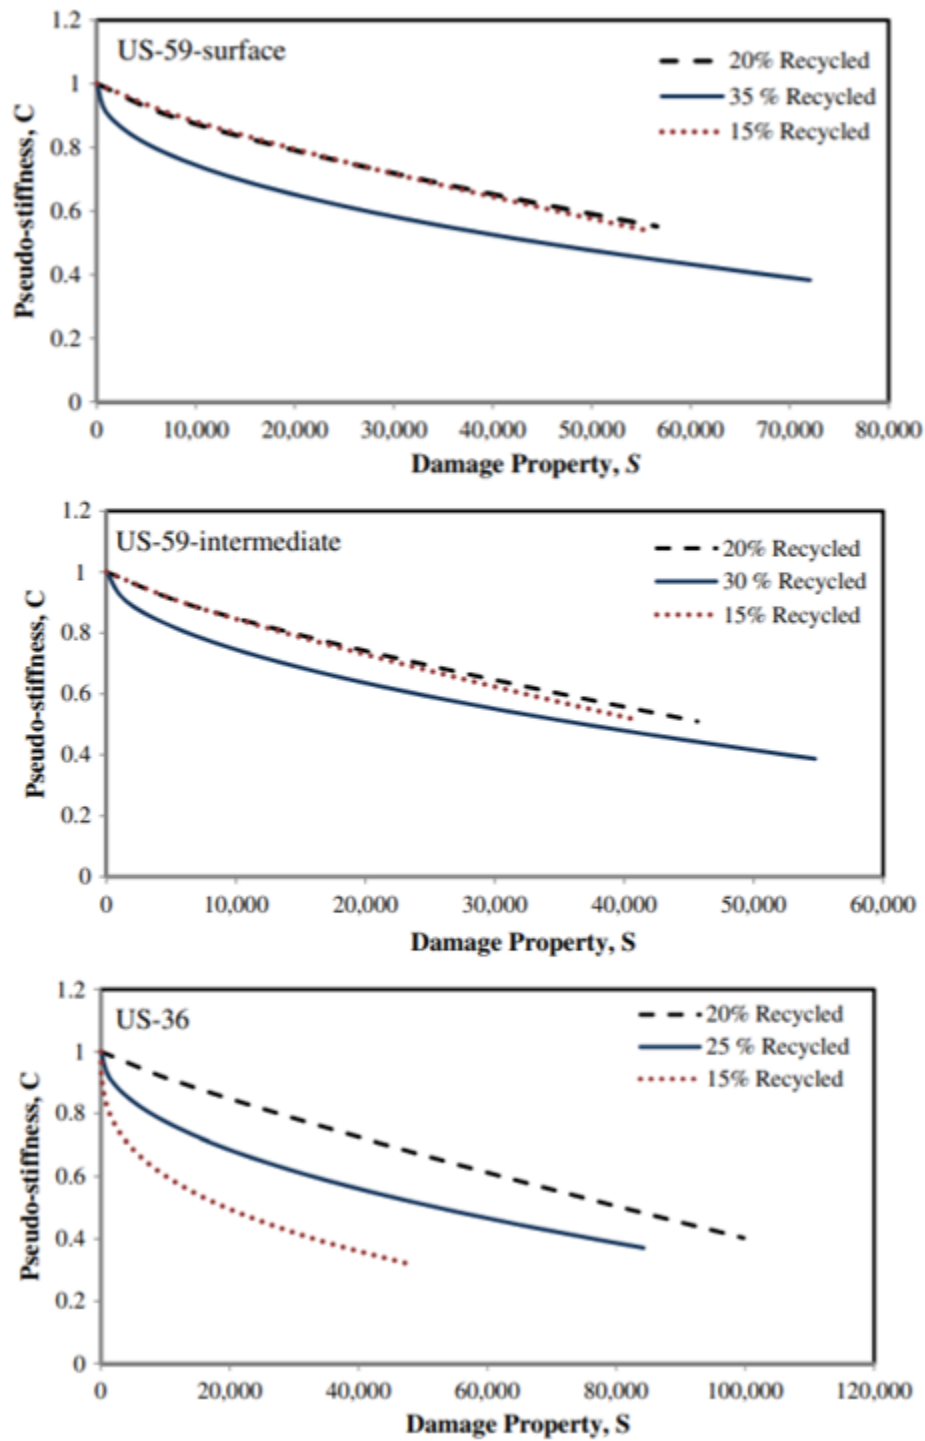 US-59-surface
20% Recycled
35 % Recycled
15% Recycled
Pseudo-stiffness, C
1.2
1
0.8
0.6
0.4
0.2
0
0 10,000 20,000 30,000 40,000 50,000 60,000 70,000 80,000
Damage Property, S
US-59-intermediate
20% Recycled
30 % Recycled
15% Recycled
Pseudo-stiffness, C
1.2
1
0.8
0.6
0.4
0.2
0
0 10,000 20,000 30,000 40,000 50,000 60,000
Damage Property, S
US-36
20% Recycled
25 % Recycled
15% Recycled
Pseudo-stiffness, C
1.2
1
0.8
0.6
0.4
0.2
0
0 20,000 40,000 60,000 80,000 100,000 120,000
Damage Property, S